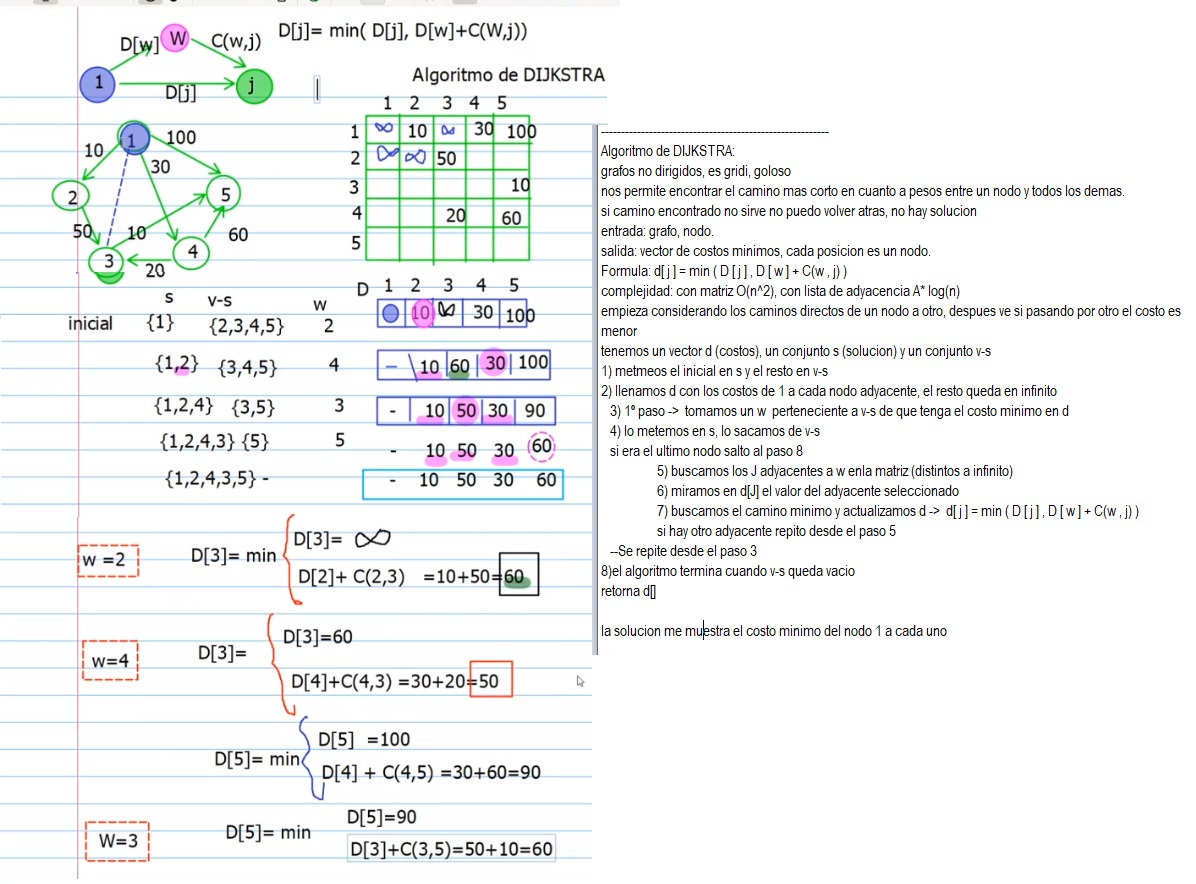 D[j]= min( D[j], D[w]+C(W,j))
D[w] W C(w,j)
1 D[j] j
Algoritmo de DIJKSTRA
1 2 3 4 5
1 ∞ 10 ∞ 30 100
2 ∞ ∞ 50
3 10
4 20 60
5
1 100
10 30
2 5
50 10 60
3 4
20
s v-s w D 1 2 3 4 5
inicial {1} {2,3,4,5} 2 10 ∞ 30 100
{1,2} {3,4,5} 4 - 10 60 30 100
{1,2,4} {3,5} 3 - 10 50 30 90
{1,2,4,3} {5} 5 - 10 50 30 60
{1,2,4,3,5} - - 10 50 30 60
w =2 D[3]= min
D[3]= ∞
D[2]+ C(2,3) =10+50=60
w=4 D[3]=
D[3]=60
D[4]+C(4,3) =30+20=50
D[5]= min
D[5] =100
D[4] + C(4,5) =30+60=90
W=3 D[5]= min
D[5]=90
D[3]+C(3,5)=50+10=60
------------------------------------------------------------
Algoritmo de DIJKSTRA:
grafos no dirigidos, es gridi, goloso
nos permite encontrar el camino mas corto en cuanto a pesos entre un nodo y todos los demas.
si camino encontrado no sirve no puedo volver atras, no hay solucion
entrada: grafo, nodo.
salida: vector de costos minimos, cada posicion es un nodo.
Formula: d[ j ] = min ( D [ j ] , D [ w ] + C(w , j) )
complejidad: con matriz O(n^2), con lista de adyacencia A* log(n)
empieza considerando los caminos directos de un nodo a otro, despues ve si pasando por otro el costo es
menor
tenemos un vector d (costos), un conjunto s (solucion) y un conjunto v-s
1) metmeos el inicial en s y el resto en v-s
2) llenamos d con los costos de 1 a cada nodo adyacente, el resto queda en infinito
3) 1º paso -> tomamos un w perteneciente a v-s de que tenga el costo minimo en d
4) lo metemos en s, lo sacamos de v-s
si era el ultimo nodo salto al paso 8
5) buscamos los J adyacentes a w enla matriz (distintos a infinito)
6) miramos en d[J] el valor del adyacente seleccionado
7) buscamos el camino minimo y actualizamos d -> d[ j ] = min ( D [ j ] , D [ w ] + C(w , j) )
si hay otro adyacente repito desde el paso 5
--Se repite desde el paso 3
8)el algoritmo termina cuando v-s queda vacio
retorna d[]
la solucion me muestra el costo minimo del nodo 1 a cada uno